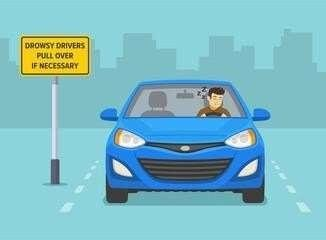 DROWSY DRIVERS
PULL OVER
IF NECESSARY
z z z